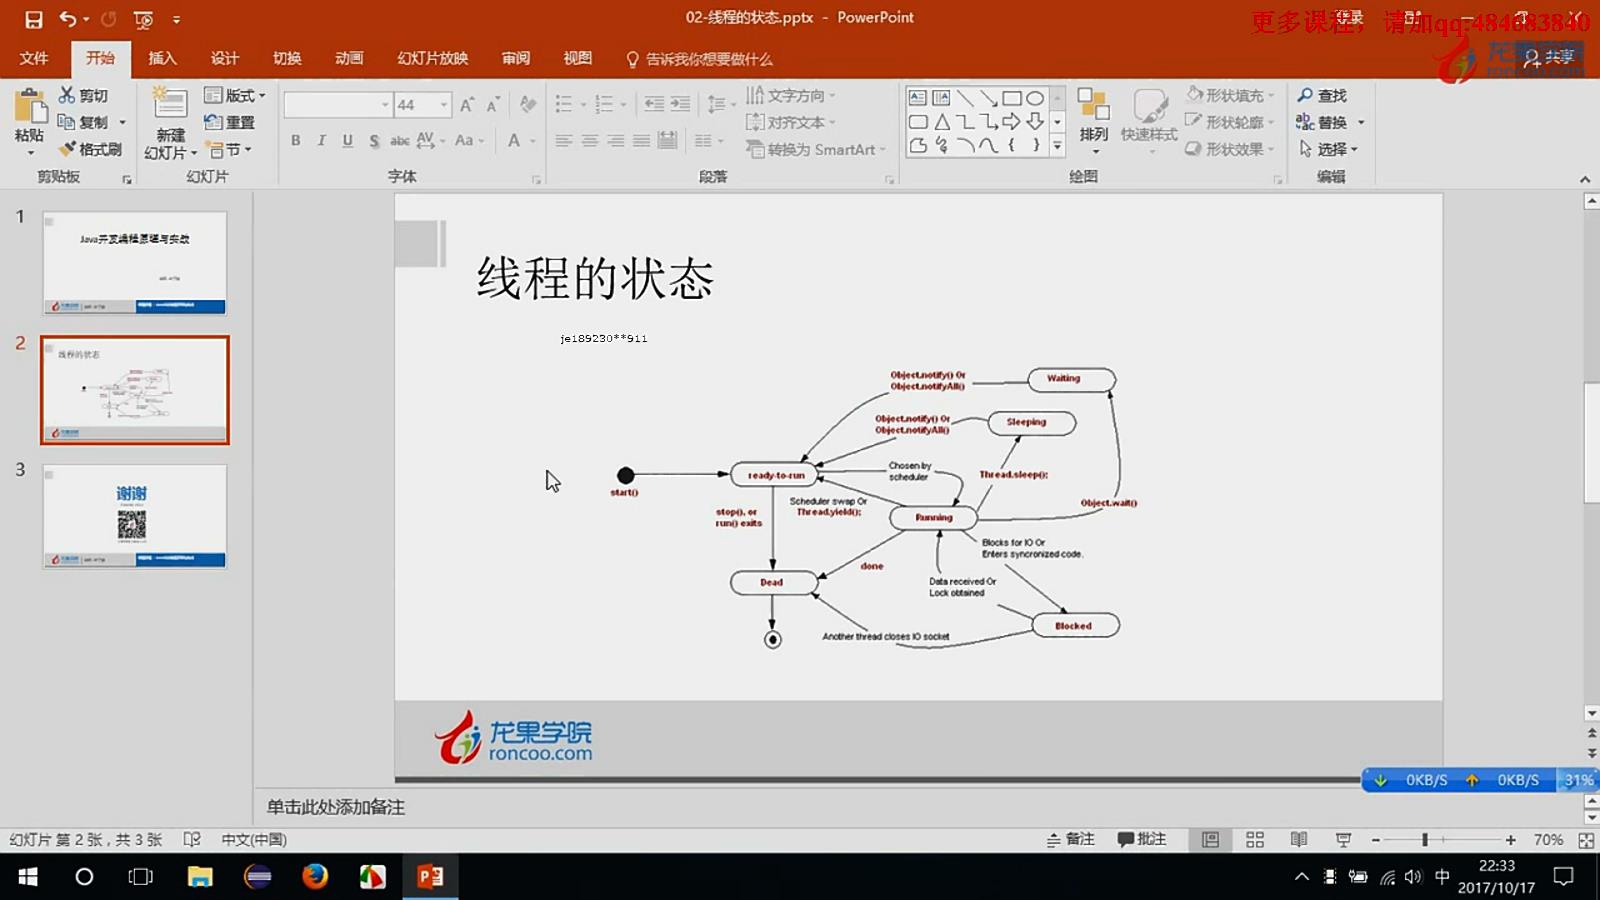 02-线程的状态.pptx - PowerPoint
更多课程，请加qq:484683840
文件 开始 插入 设计 切换 动画 幻灯片放映 审阅 视图 告诉我你想要做什么 共享
龙果学院
roncoo.com
粘贴 剪切 复制 格式刷
剪贴板
新建
幻灯片 版式 重置 节
幻灯片
44
B I U S abc AV Aa A
字体
文字方向
对齐文本
转换为 SmartArt
段落
排列 快速样式
形状填充
形状轮廓
形状效果
绘图
查找
替换
选择
编辑
1
Java开发编程原理与实战
2
线程的状态
3
谢谢
线程的状态
je189230**911
Object.notify() Or
Object.notifyAll()
Waiting
Object.notify() Or
Object.notifyAll()
Sleeping
start()
ready-to-run
Chosen by
scheduler
Thread.sleep();
Scheduler swap Or
Thread.yield();
Object.wait()
stop(), or
run() exits
Running
Blocks for IO Or
Enters syncronized code.
done
Dead
Data received Or
Lock obtained
Blocked
Another thread closes IO socket
龙果学院
roncoo.com
0KB/S 0KB/S 31%
单击此处添加备注
幻灯片 第 2 张，共 3 张 中文(中国) 备注 批注 70%
中
22:33
2017/10/17